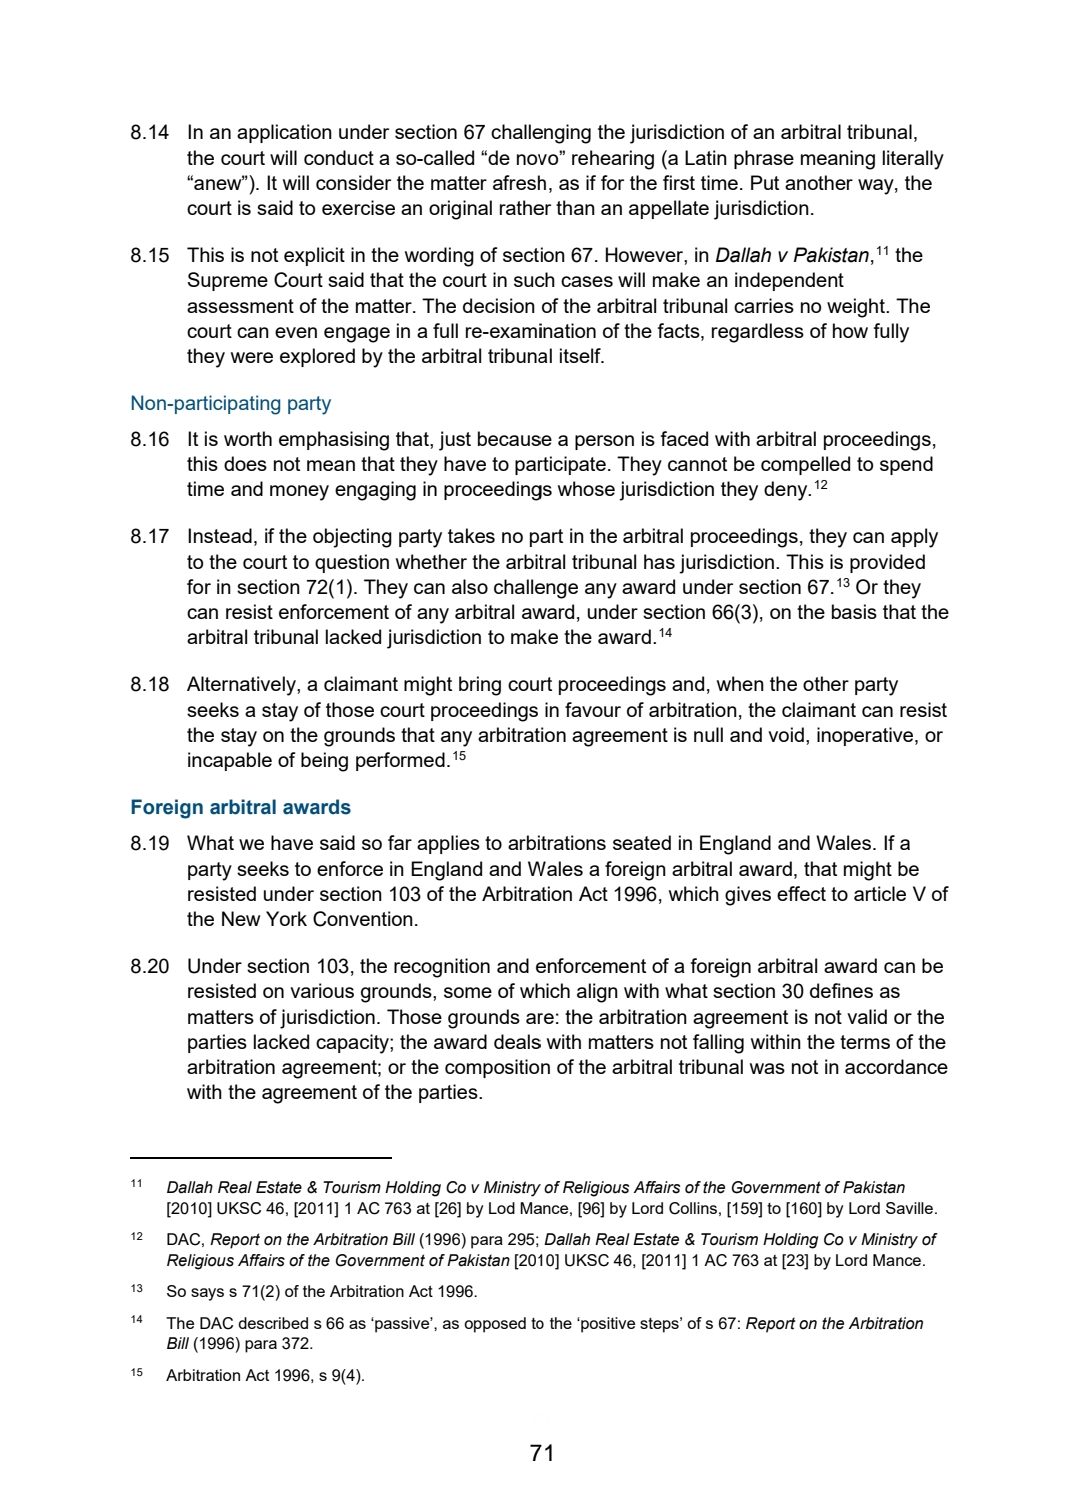 8.14 In an application under section 67 challenging the jurisdiction of an arbitral tribunal,
the court will conduct a so-called “de novo” rehearing (a Latin phrase meaning literally
“anew”). It will consider the matter afresh, as if for the first time. Put another way, the
court is said to exercise an original rather than an appellate jurisdiction.
8.15 This is not explicit in the wording of section 67. However, in Dallah v Pakistan,11 the
Supreme Court said that the court in such cases will make an independent
assessment of the matter. The decision of the arbitral tribunal carries no weight. The
court can even engage in a full re-examination of the facts, regardless of how fully
they were explored by the arbitral tribunal itself.
Non-participating party
8.16 It is worth emphasising that, just because a person is faced with arbitral proceedings,
this does not mean that they have to participate. They cannot be compelled to spend
time and money engaging in proceedings whose jurisdiction they deny.12
8.17 Instead, if the objecting party takes no part in the arbitral proceedings, they can apply
to the court to question whether the arbitral tribunal has jurisdiction. This is provided
for in section 72(1). They can also challenge any award under section 67.13 Or they
can resist enforcement of any arbitral award, under section 66(3), on the basis that the
arbitral tribunal lacked jurisdiction to make the award.14
8.18 Alternatively, a claimant might bring court proceedings and, when the other party
seeks a stay of those court proceedings in favour of arbitration, the claimant can resist
the stay on the grounds that any arbitration agreement is null and void, inoperative, or
incapable of being performed.15
Foreign arbitral awards
8.19 What we have said so far applies to arbitrations seated in England and Wales. If a
party seeks to enforce in England and Wales a foreign arbitral award, that might be
resisted under section 103 of the Arbitration Act 1996, which gives effect to article V of
the New York Convention.
8.20 Under section 103, the recognition and enforcement of a foreign arbitral award can be
resisted on various grounds, some of which align with what section 30 defines as
matters of jurisdiction. Those grounds are: the arbitration agreement is not valid or the
parties lacked capacity; the award deals with matters not falling within the terms of the
arbitration agreement; or the composition of the arbitral tribunal was not in accordance
with the agreement of the parties.
11 Dallah Real Estate & Tourism Holding Co v Ministry of Religious Affairs of the Government of Pakistan
[2010] UKSC 46, [2011] 1 AC 763 at [26] by Lod Mance, [96] by Lord Collins, [159] to [160] by Lord Saville.
12 DAC, Report on the Arbitration Bill (1996) para 295; Dallah Real Estate & Tourism Holding Co v Ministry of
Religious Affairs of the Government of Pakistan [2010] UKSC 46, [2011] 1 AC 763 at [23] by Lord Mance.
13 So says s 71(2) of the Arbitration Act 1996.
14 The DAC described s 66 as ‘passive’, as opposed to the ‘positive steps’ of s 67: Report on the Arbitration
Bill (1996) para 372.
15 Arbitration Act 1996, s 9(4).
71